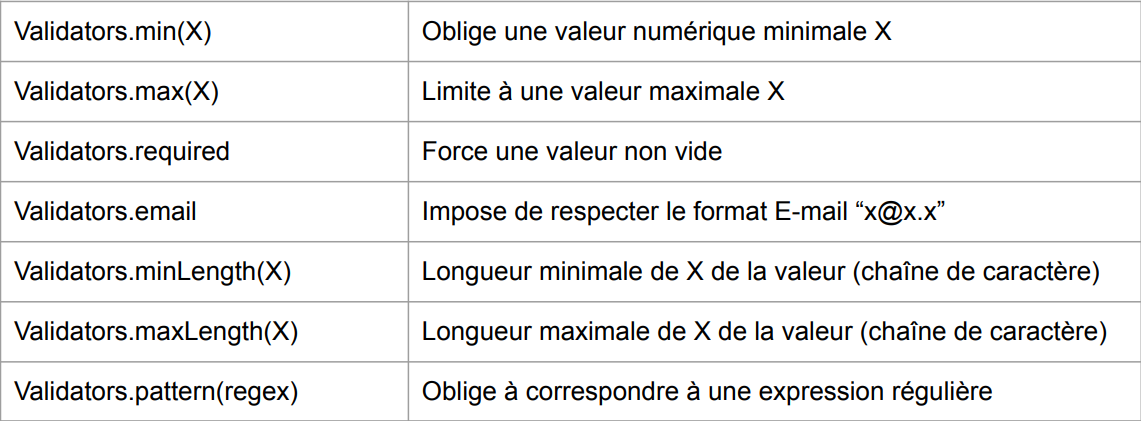 Validators.min(X) Oblige une valeur numérique minimale X
Validators.max(X) Limite à une valeur maximale X
Validators.required Force une valeur non vide
Validators.email Impose de respecter le format E-mail “x@x.x”
Validators.minLength(X) Longueur minimale de X de la valeur (chaîne de caractère)
Validators.maxLength(X) Longueur maximale de X de la valeur (chaîne de caractère)
Validators.pattern(regex) Oblige à correspondre à une expression régulière